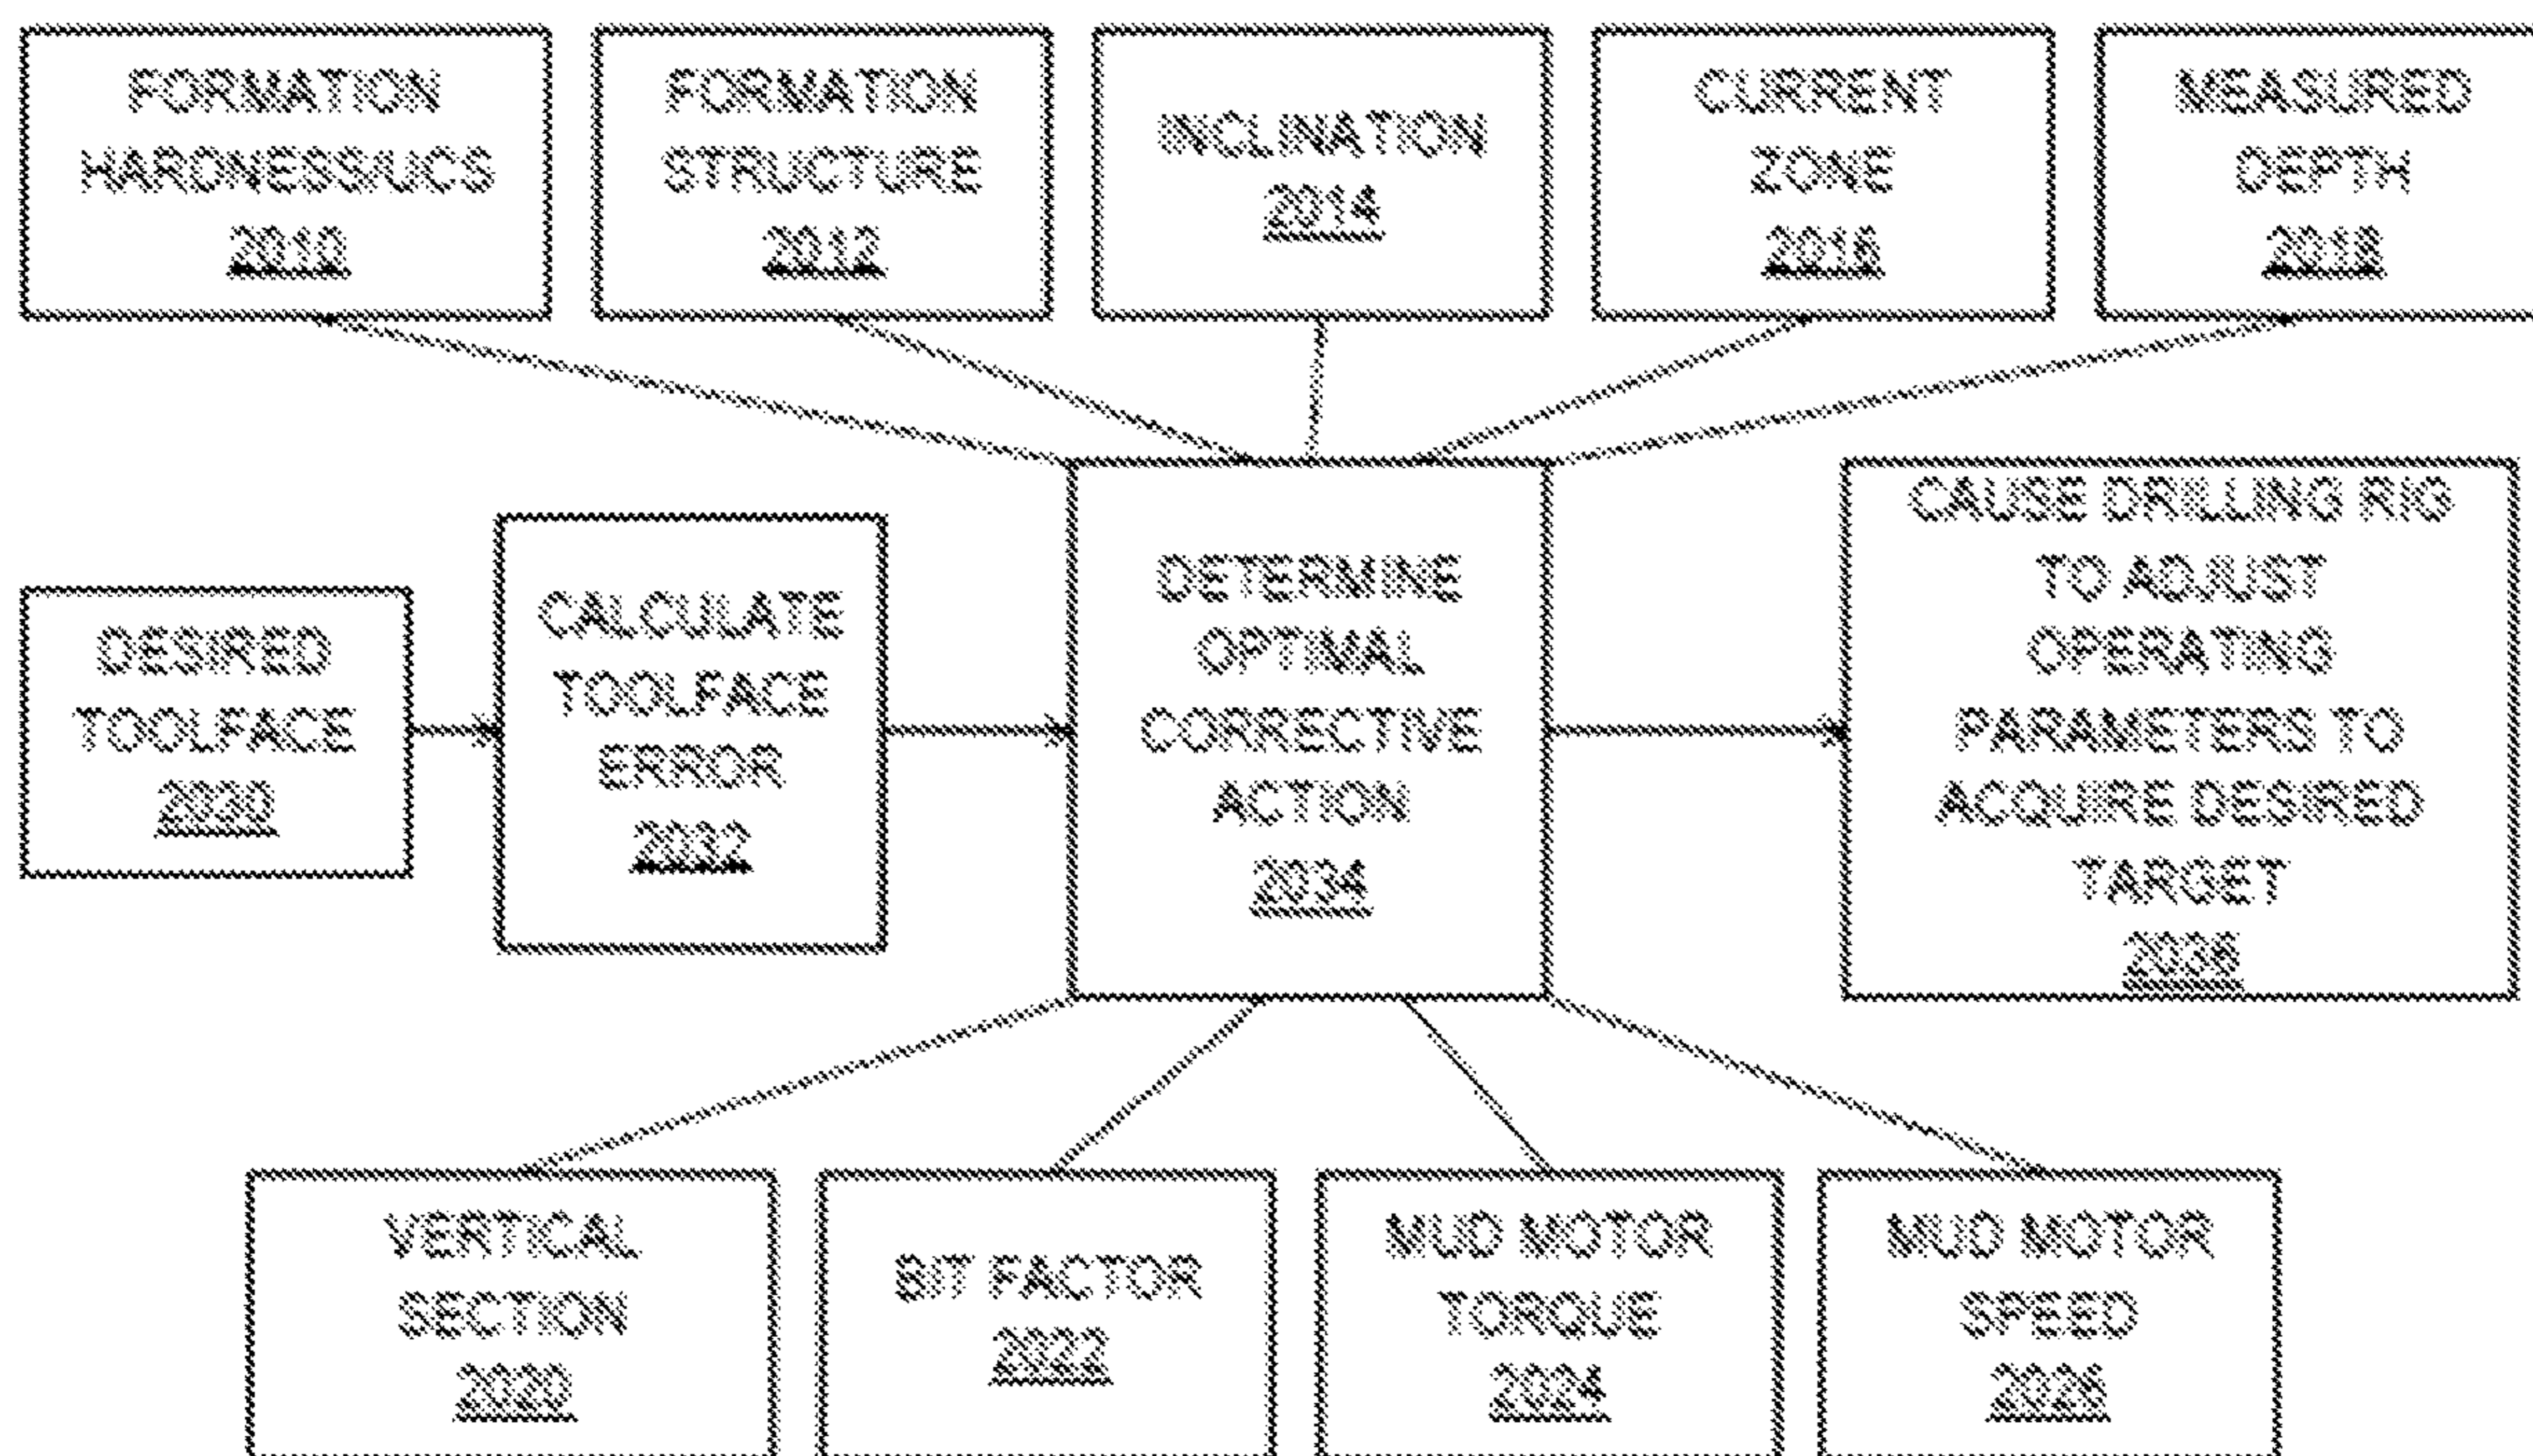 FORMATION
HARDNESS/UCS
2010
FORMATION
STRUCTURE
2012
INCLINATION
2014
CURRENT
ZONE
2016
MEASURED
DEPTH
2018
DESIRED
TOOLFACE
2030
CALCULATE
TOOLFACE
ERROR
2032
DETERMINE
OPTIMAL
CORRECTIVE
ACTION
2034
CAUSE DRILLING RIG
TO ADJUST
OPERATING
PARAMETERS TO
ACQUIRE DESIRED
TARGET
2036
VERTICAL
SECTION
2020
BIT FACTOR
2022
MUD MOTOR
TORQUE
2024
MUD MOTOR
SPEED
2026